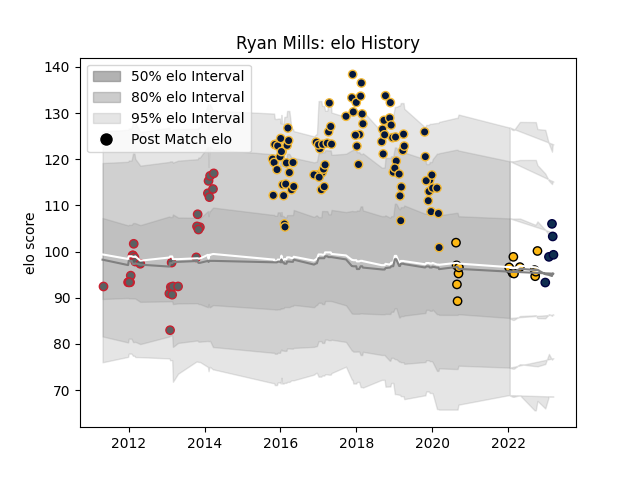 Ryan Mills: elo History
50% elo Interval
80% elo Interval
95% elo Interval
Post Match elo
elo score
140
130
120
110
100
90
80
70
2012
2014
2016
2018
2020
2022